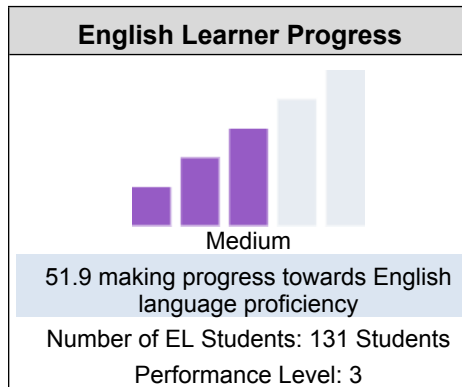 English Learner Progress
Medium
51.9 making progress towards English
language proficiency
Number of EL Students: 131 Students
Performance Level: 3